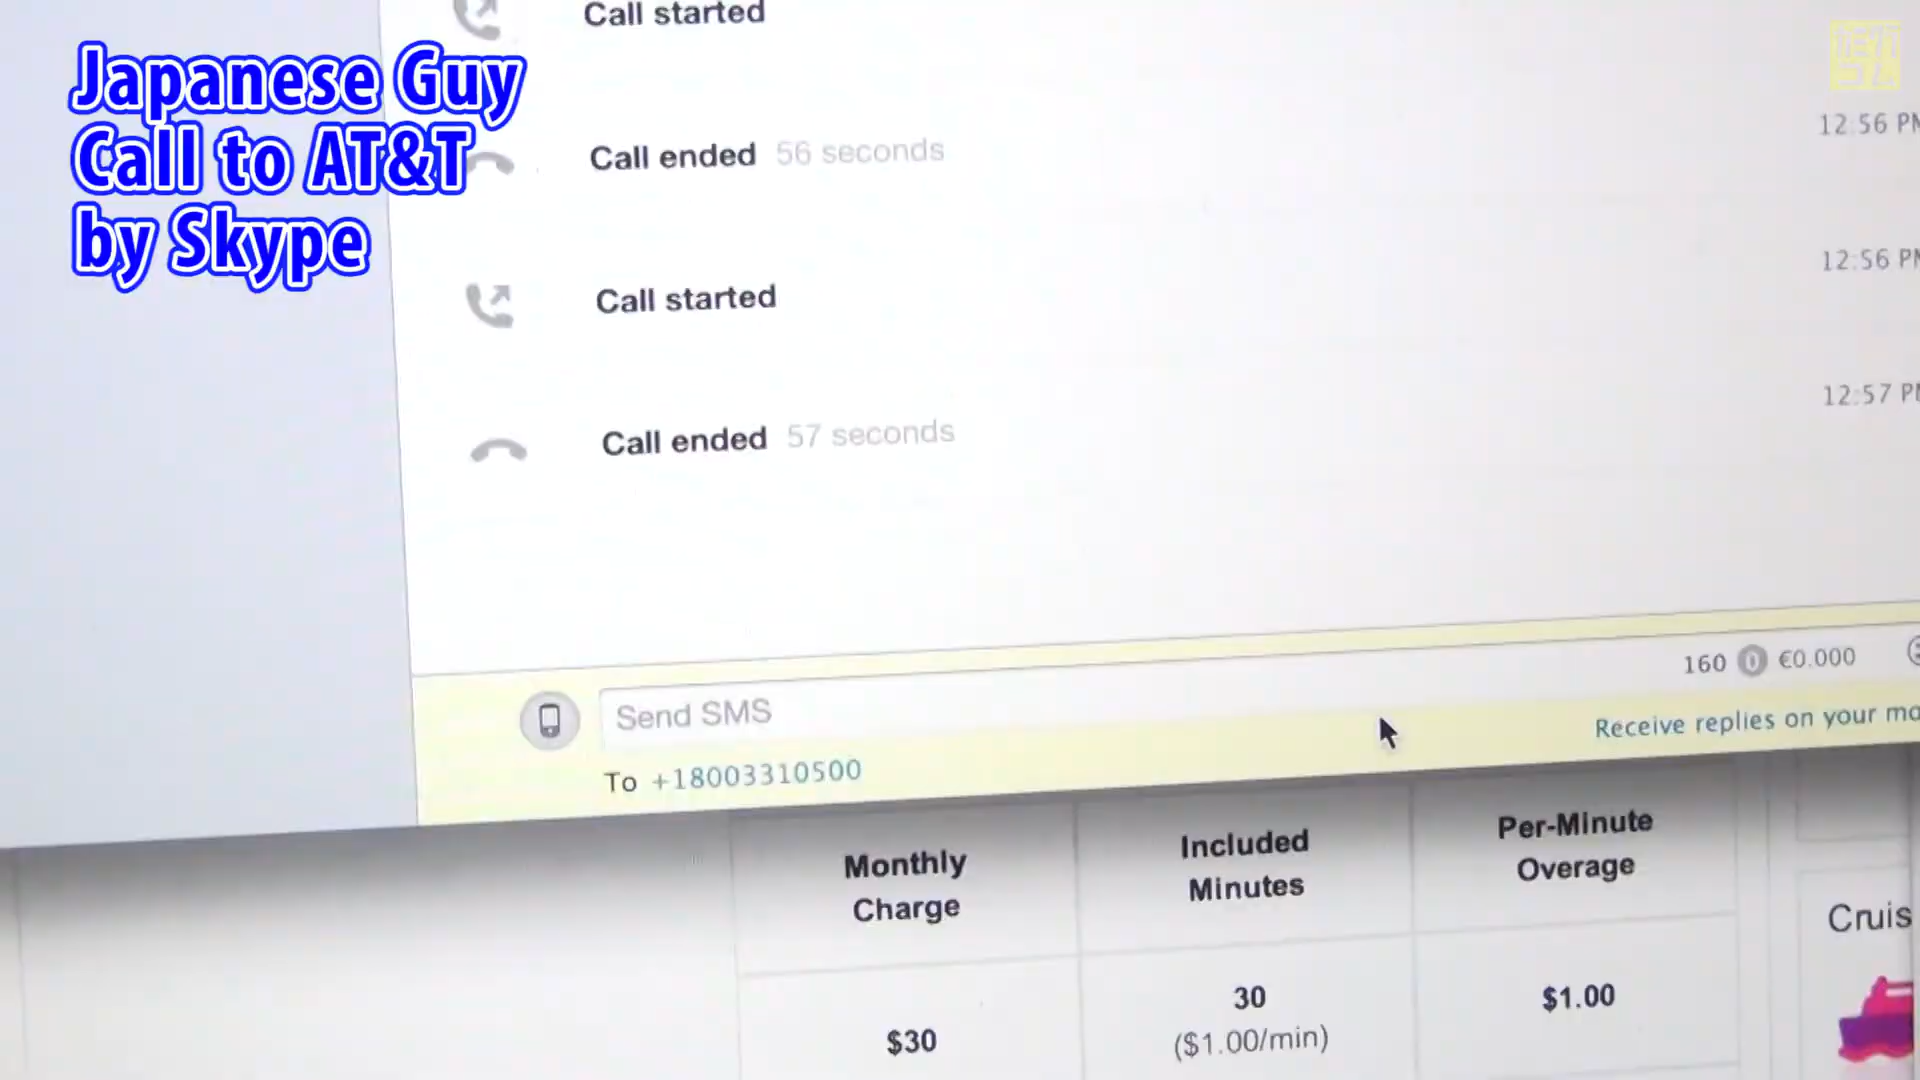 Japanese Guy
Call to AT&T
by Skype
Call started
12:56 PM
Call ended 56 seconds
12:56 PM
Call started
12:57 PM
Call ended 57 seconds
160 0 €0.000
Send SMS
Receive replies on your
To +18003310500
Monthly
Charge
Included
Minutes
Per-Minute
Overage
Cruis
$30
30
($1.00/min)
$1.00